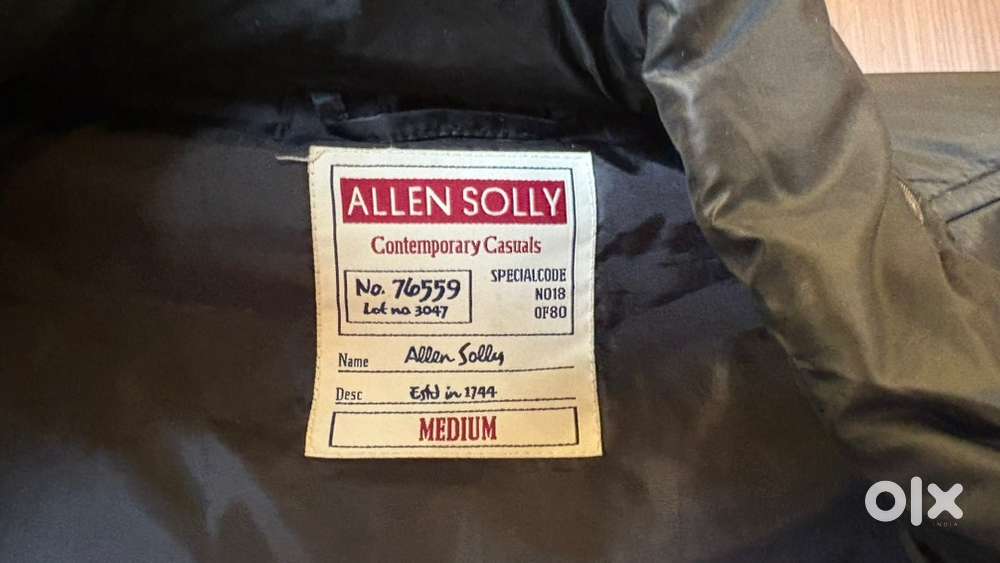 ALLEN SOLLY
Contemporary Casuals
No. 76559
Lot no 3047
SPECIALCODE
NO18
OF80
Name Allen Solly
Desc Estd in 1744
MEDIUM
olx
INDIA